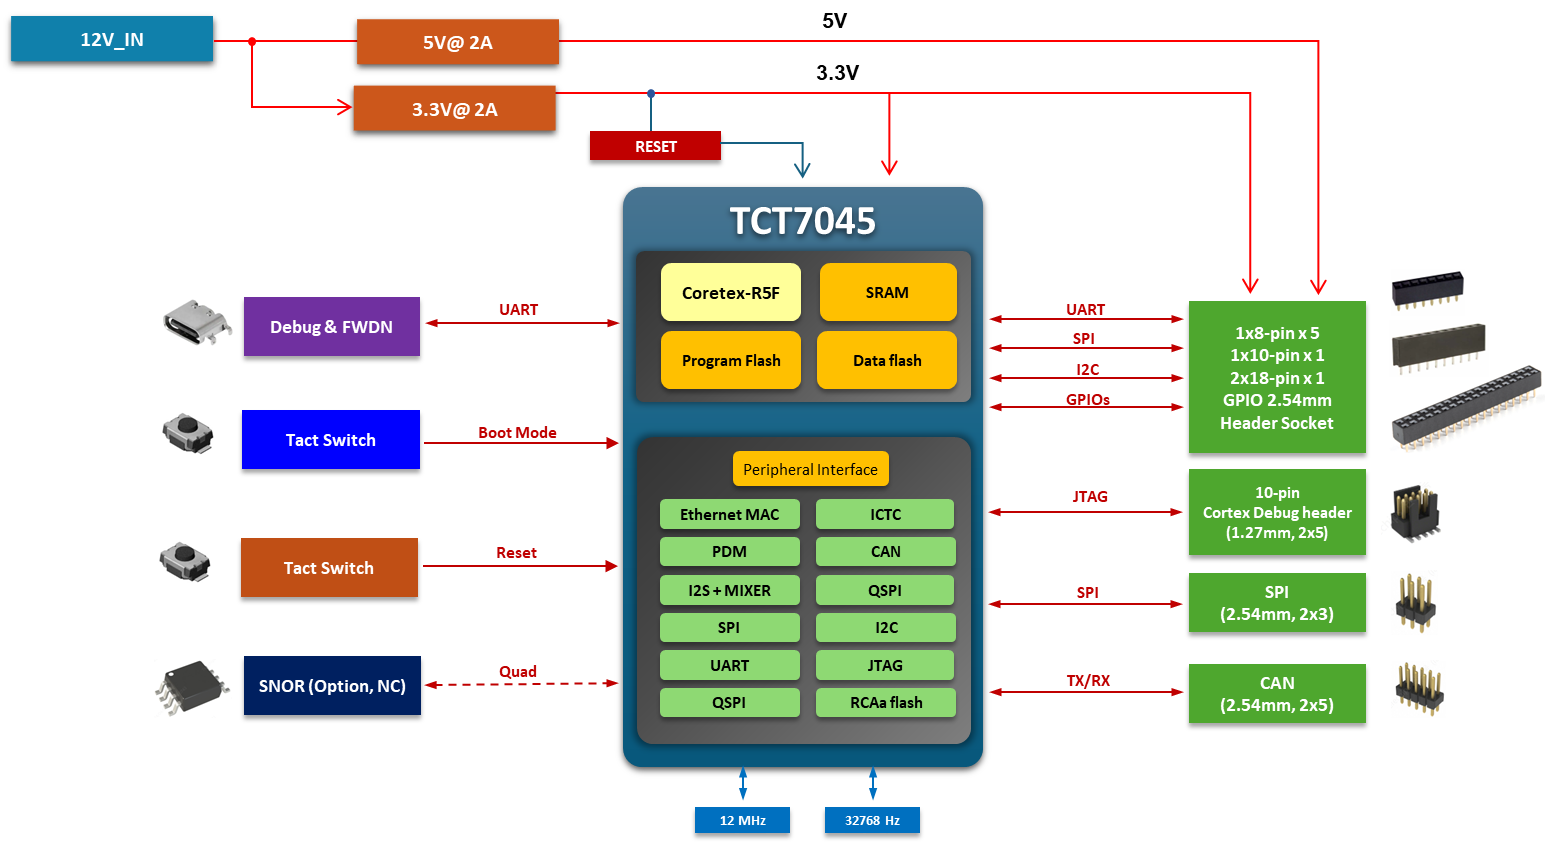 12V_IN
5V@ 2A
5V
3.3V@ 2A
3.3V
RESET
TCT7045
Coretex-R5F
SRAM
Program Flash
Data flash
Peripheral Interface
Ethernet MAC
ICTC
PDM
CAN
I2S + MIXER
QSPI
SPI
I2C
UART
JTAG
QSPI
RCAa flash
Debug & FWDN
UART
Tact Switch
Boot Mode
Tact Switch
Reset
SNOR (Option, NC)
Quad
UART
SPI
I2C
GPIOs
1x8-pin x 5
1x10-pin x 1
2x18-pin x 1
GPIO 2.54mm
Header Socket
JTAG
10-pin
Cortex Debug header
(1.27mm, 2x5)
SPI
SPI
(2.54mm, 2x3)
TX/RX
CAN
(2.54mm, 2x5)
12 MHz
32768 Hz